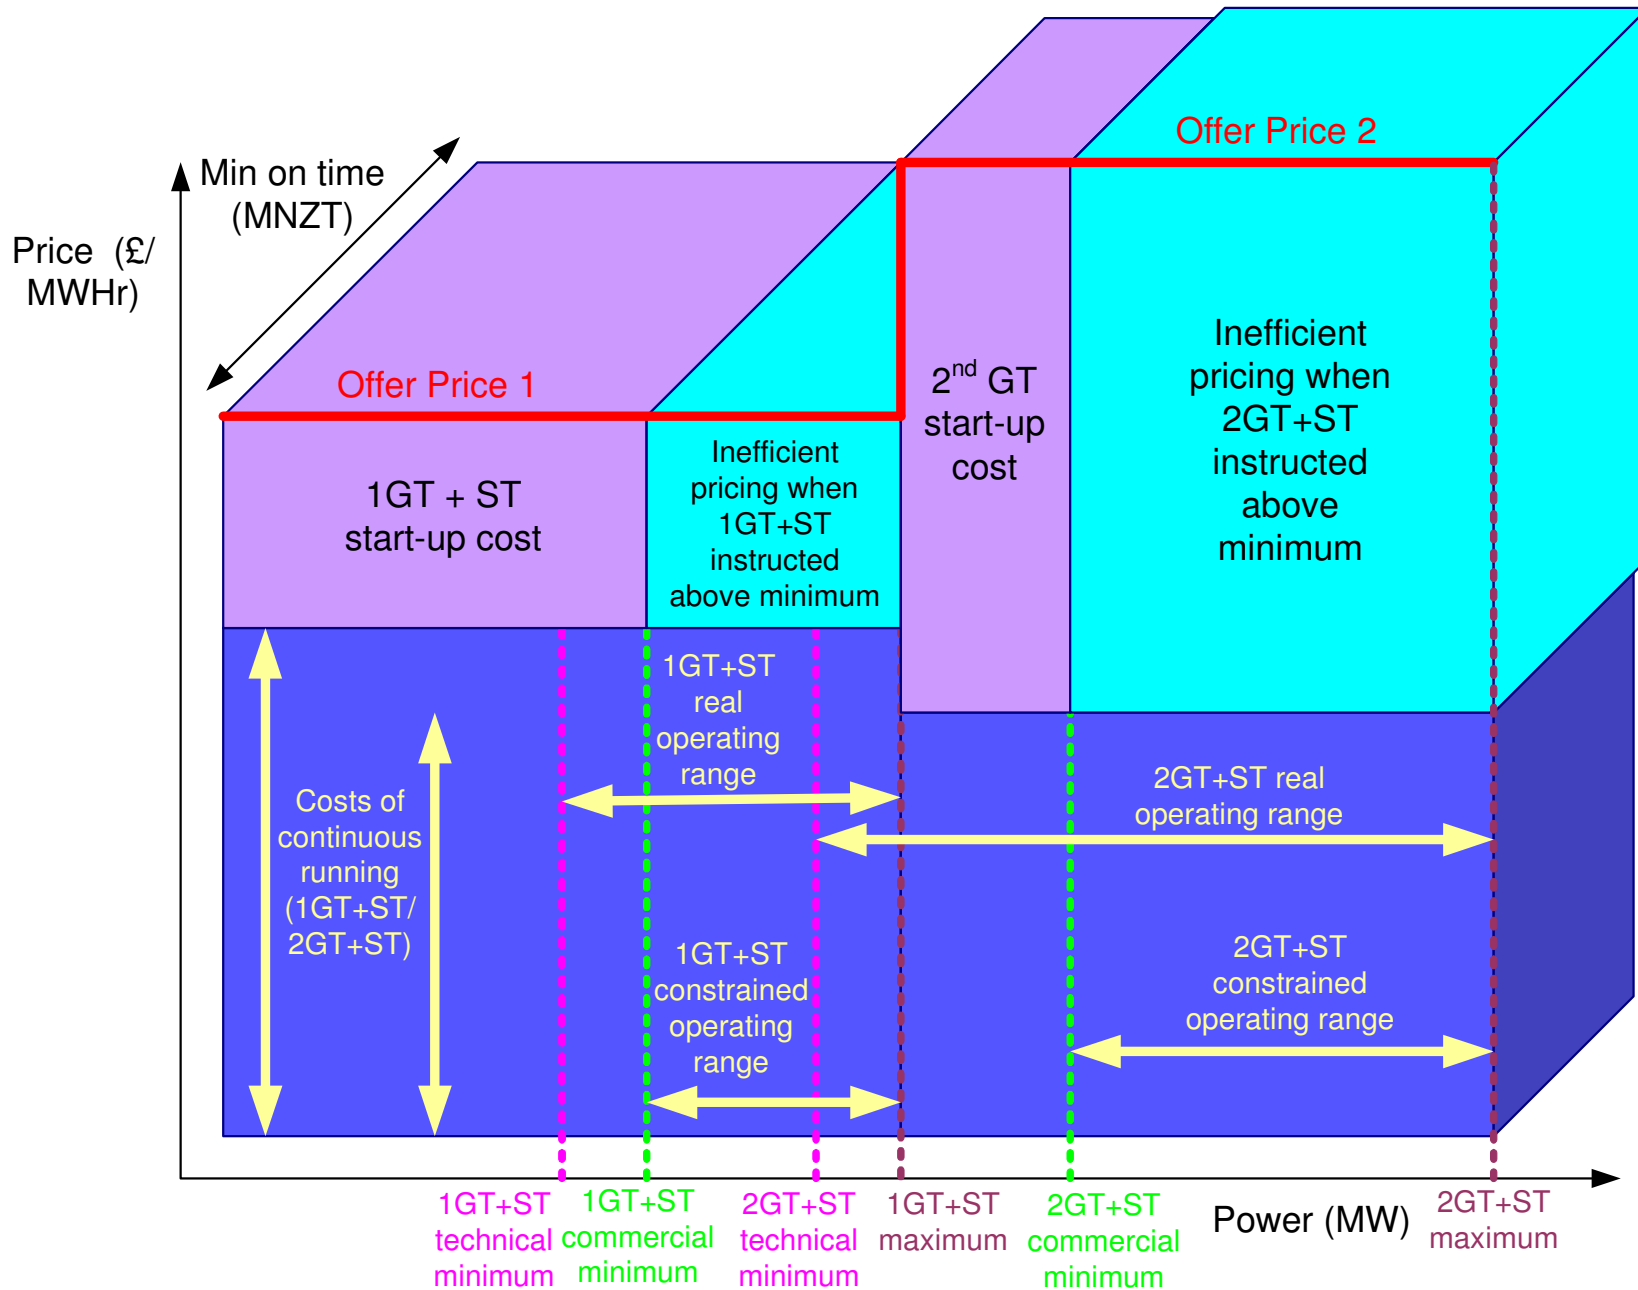 Min on time
(MNZT)
Price (£/
MWHr)
Offer Price 2
Offer Price 1
1GT + ST
start-up cost
Inefficient
pricing when
1GT+ST
instructed
above minimum
2nd GT
start-up
cost
Inefficient
pricing when
2GT+ST
instructed
above
minimum
Costs of
continuous
running
(1GT+ST/
2GT+ST)
1GT+ST
real
operating
range
2GT+ST real
operating range
1GT+ST
constrained
operating
range
2GT+ST
constrained
operating range
1GT+ST
technical
minimum
1GT+ST
commercial
minimum
2GT+ST
technical
minimum
1GT+ST
maximum
2GT+ST
commercial
minimum
Power (MW)
2GT+ST
maximum